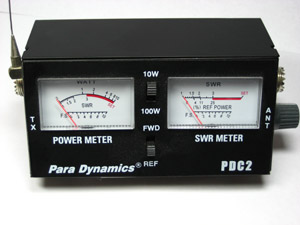 WATT
SWR
SET
F.S.
10W
100W
FWD
REF
SWR
SET
(%) REF POWER
F.S.
TX
ANT
POWER METER
SWR METER
Para Dynamics®
PDC2